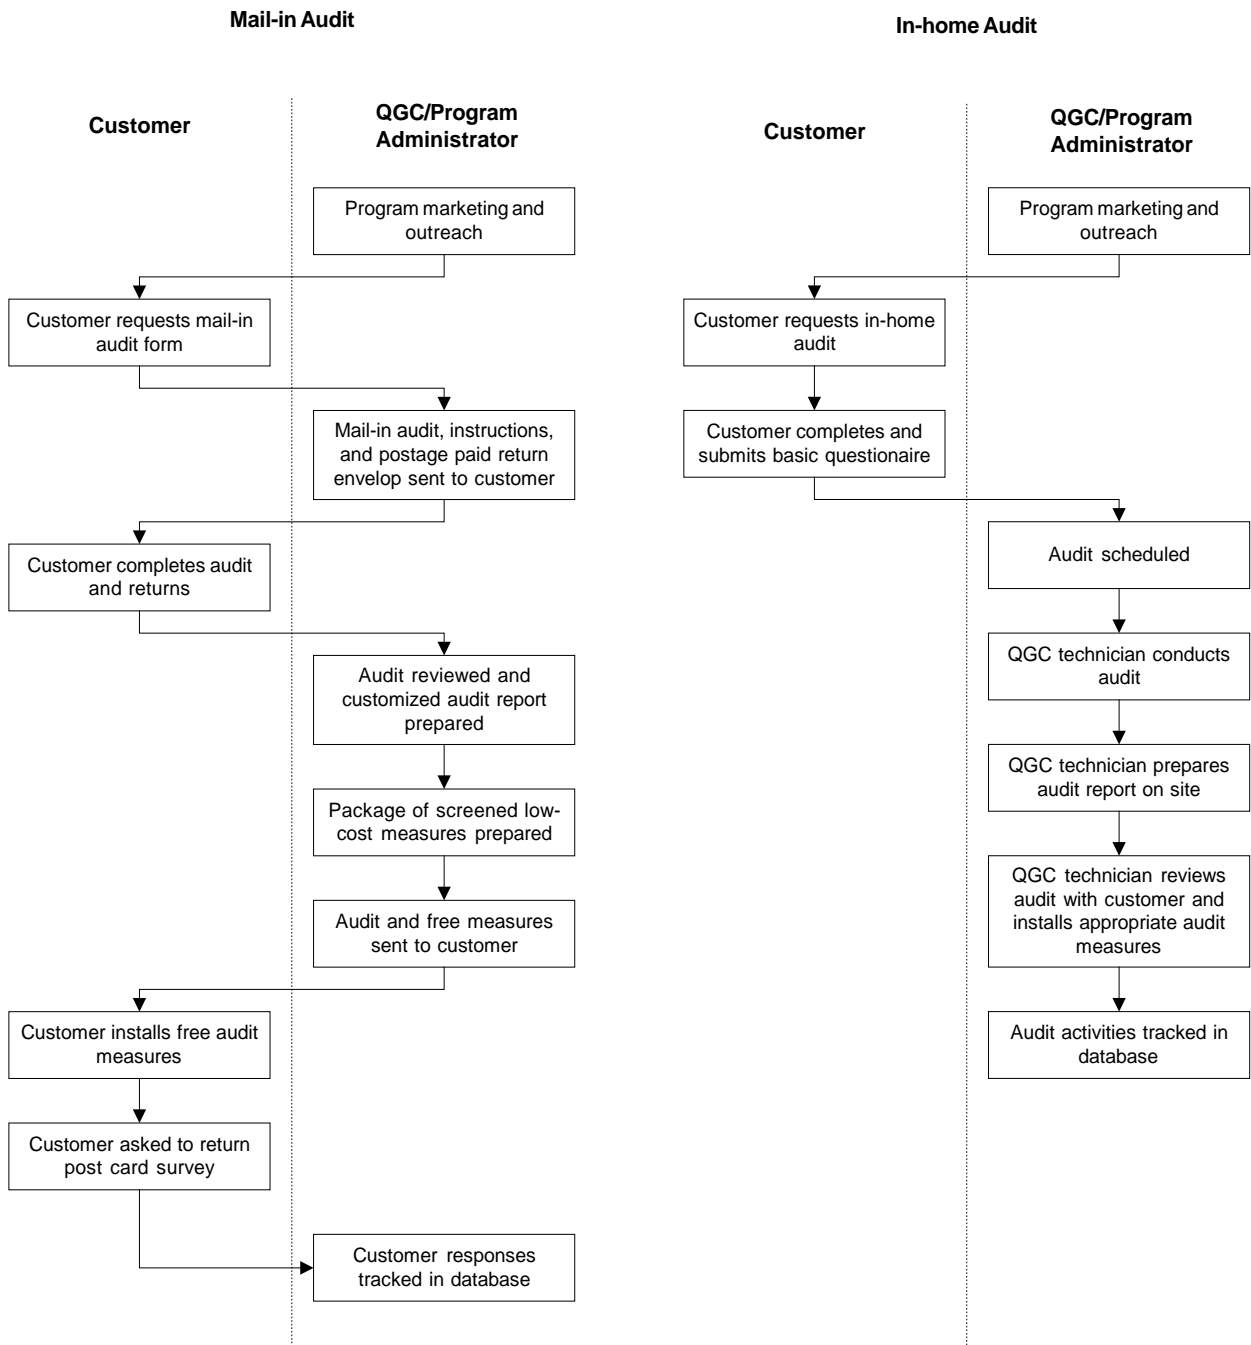 Mail-in Audit
Customer
QGC/Program
Administrator
Program marketing and
outreach
Customer requests mail-in
audit form
Mail-in audit, instructions,
and postage paid return
envelop sent to customer
Customer completes audit
and returns
Audit reviewed and
customized audit report
prepared
Package of screened low-
cost measures prepared
Audit and free measures
sent to customer
Customer installs free audit
measures
Customer asked to return
post card survey
Customer responses
tracked in database
In-home Audit
Customer
QGC/Program
Administrator
Program marketing and
outreach
Customer requests in-home
audit
Customer completes and
submits basic questionaire
Audit scheduled
QGC technician conducts
audit
QGC technician prepares
audit report on site
QGC technician reviews
audit with customer and
installs appropriate audit
measures
Audit activities tracked in
database